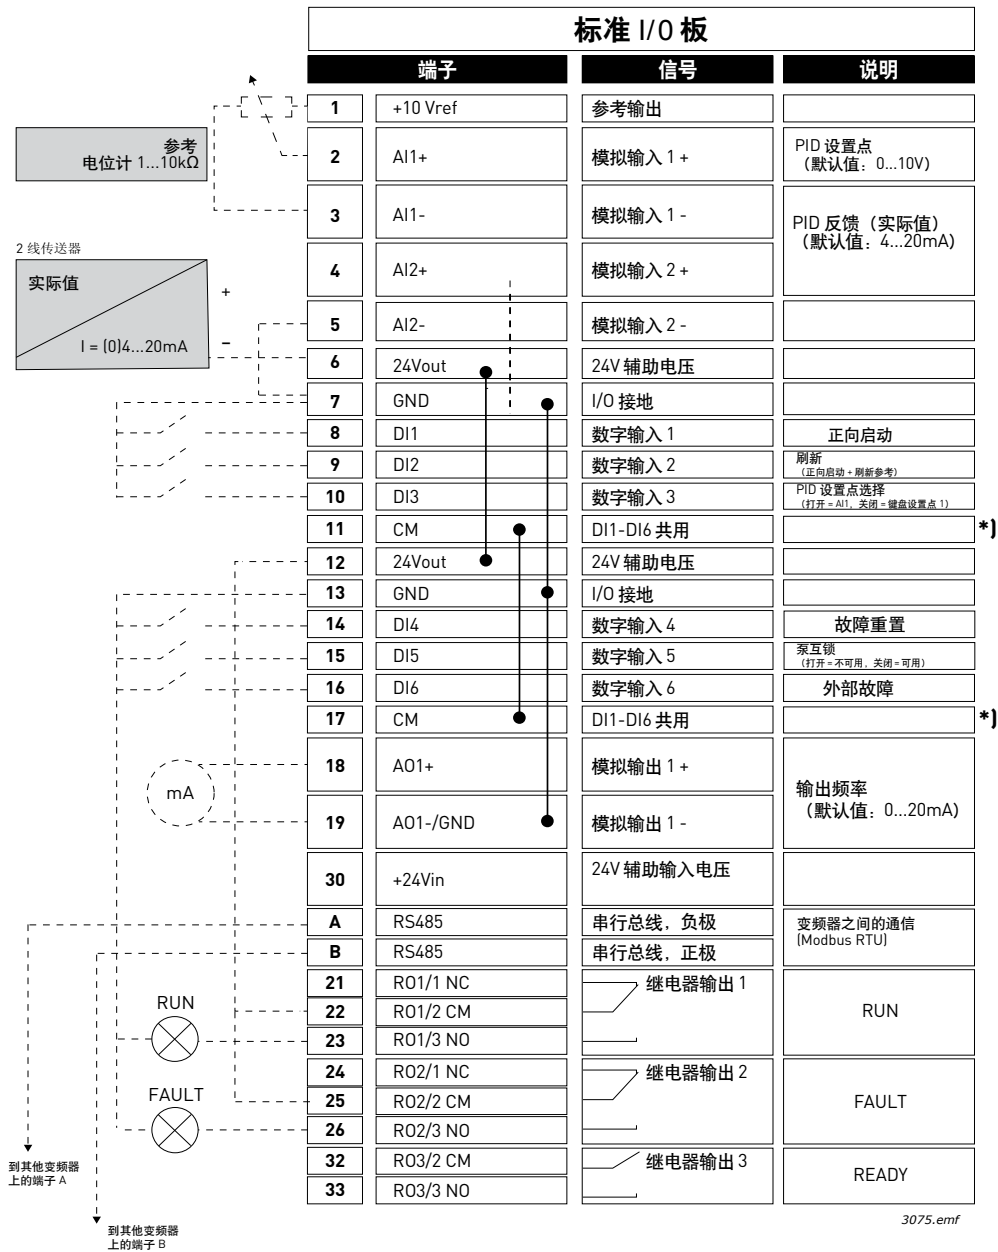 标准 I/O 板
端子 信号 说明
1 +10 Vref 参考输出
参考
电位计 1...10kΩ
2 AI1+ 模拟输入 1 + PID 设置点
（默认值：0...10V）
3 AI1- 模拟输入 1 -
PID 反馈（实际值）
（默认值：4...20mA）
2 线传送器
实际值
+
I = (0)4...20mA
–
4 AI2+ 模拟输入 2 +
5 AI2- 模拟输入 2 -
6 24Vout 24V 辅助电压
7 GND I/O 接地
8 DI1 数字输入 1 正向启动
9 DI2 数字输入 2 刷新
（正向启动 + 刷新参考）
10 DI3 数字输入 3 PID 设置点选择
（打开 = AI1，关闭 = 键盘设置点 1）
11 CM DI1-DI6 共用 *)
12 24Vout 24V 辅助电压
13 GND I/O 接地
14 DI4 数字输入 4 故障重置
15 DI5 数字输入 5 泵互锁
（打开 = 不可用，关闭 = 可用）
16 DI6 数字输入 6 外部故障
17 CM DI1-DI6 共用 *)
mA
18 AO1+ 模拟输出 1 +
输出频率
（默认值：0...20mA）
19 AO1-/GND 模拟输出 1 -
30 +24Vin 24V 辅助输入电压
A RS485 串行总线，负极 变频器之间的通信
(Modbus RTU)
B RS485 串行总线，正极
21 RO1/1 NC 继电器输出 1
RUN
22 RO1/2 CM RUN
23 RO1/3 NO
24 RO2/1 NC 继电器输出 2
FAULT
25 RO2/2 CM FAULT
26 RO2/3 NO
32 RO3/2 CM 继电器输出 3
READY
33 RO3/3 NO
到其他变频器
上的端子 A
到其他变频器
上的端子 B
3075.emf